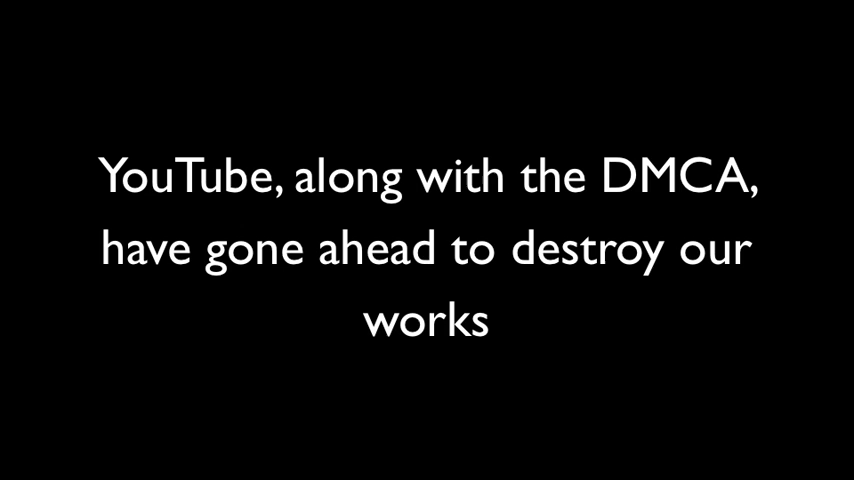 YouTube, along with the DMCA,
have gone ahead to destroy our
works